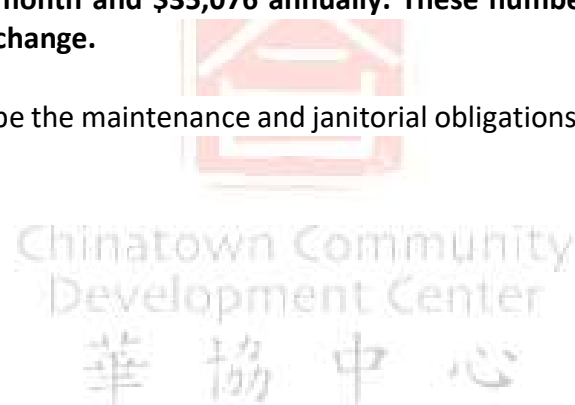 month and $35,076 annually. These numbe
change.
be the maintenance and janitorial obligations
Chinatown Community
Development Center
華 協 中 心